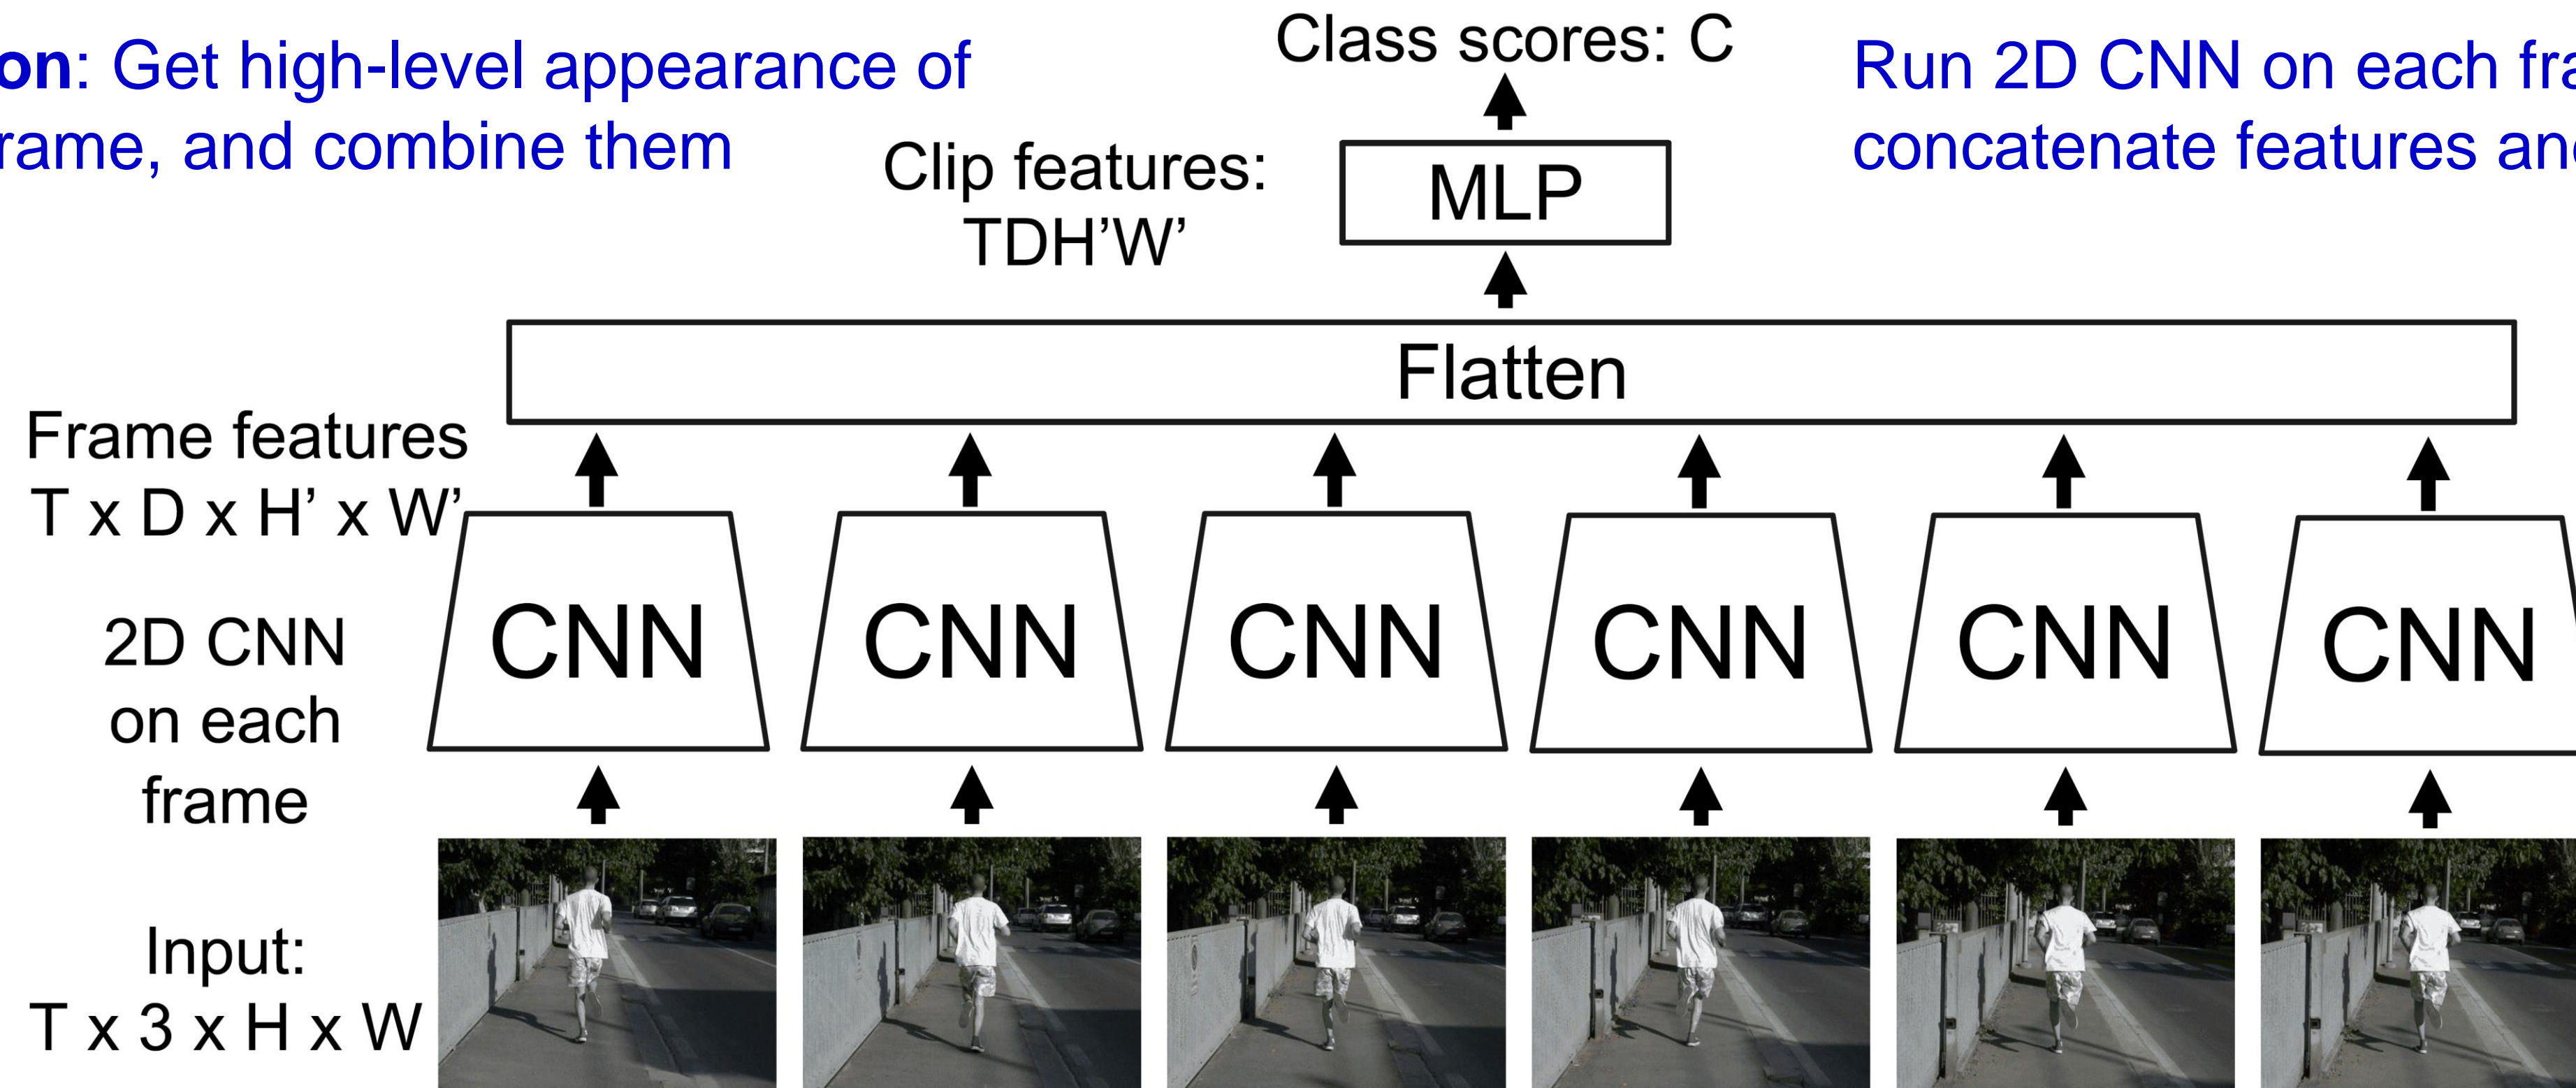 on: Get high-level appearance of
rame, and combine them
Class scores: C
Run 2D CNN on each fra
concatenate features and
Clip features:
TDH’W’
MLP
Flatten
Frame features
T x D x H’ x W’
2D CNN
on each
frame
CNN CNN CNN CNN CNN CNN
Input:
T x 3 x H x W